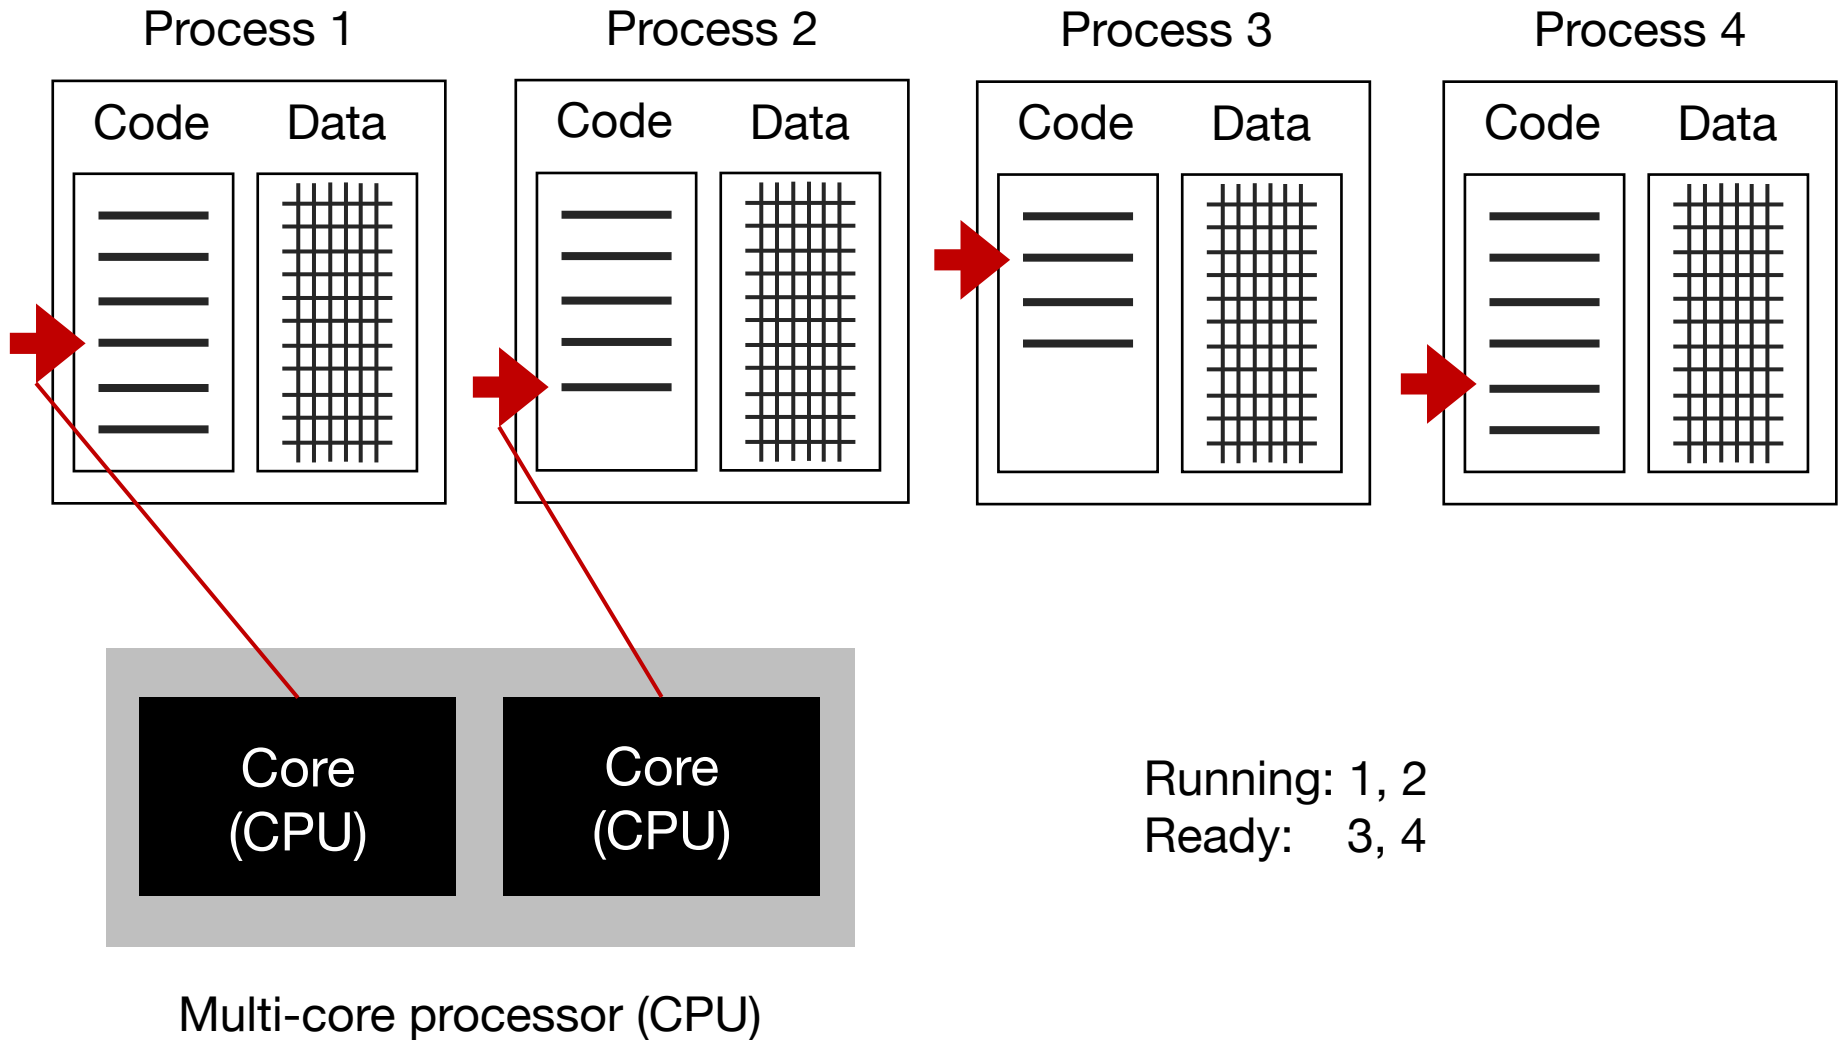 Process 1
Process 2
Process 3
Process 4
Code
Data
Code
Data
Code
Data
Code
Data
Core
(CPU)
Core
(CPU)
Running: 1, 2
Ready: 3, 4
Multi-core processor (CPU)